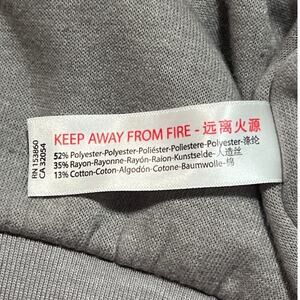 KEEP AWAY FROM FIRE - 远离火源
52% Polyester-Polyester-Poliéster-Poliestere-Polyester-涤纶
35% Rayon-Rayonne-Rayón-Raion-Kunstseide-人造丝
13% Cotton-Coton-Algodón-Cotone-Baumwolle-棉
RN 153860
CA 32054